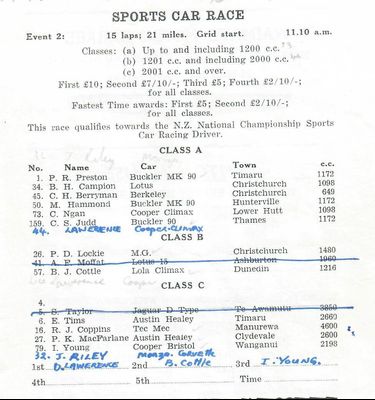 SPORTS CAR RACE
Event 2: 15 laps; 21 miles. Grid start. 11.10 a.m.
Classes: (a) Up to and including 1200 c.c.
(b) 1201 c.c. and including 2000 c.c.
(c) 2001 c.c. and over.
First £10; Second £7/10/-; Third £5; Fourth £2/10/-;
for all classes.
Fastest Time awards: First £5; Second £2/10/-;
for all classes.
This race qualifies towards the N.Z. National Championship Sports
Car Racing Driver.
CLASS A
No. Name Car Town c.c.
1. P. R. Preston Buckler MK 90 Timaru 1172
34. B. H. Campion Lotus Christchurch 1098
45. C. H. Berryman Berkeley Christchurch 649
50. M. Hammond Buckler MK 90 Hunterville 1172
73. C. Ngan Cooper Climax Lower Hutt 1098
159. C. S. Judd Buckler MK 90 Thames 1172
44. LAWERENCE Cooper-Climax
CLASS B
26. P. D. Lockie M.G. Christchurch 1480
41. A. F. Moffat Lotus 15 Ashburton 1960
57. B. J. Cottle Lola Climax Dunedin 1216
CLASS C
4.
5. S. Taylor Jaguar D Type Te Awamutu 3850
6. E. Tims Austin Healey Timaru 2660
16. R. J. Coppins Tec Mec Manurewa 4600
27. P. K. MacParlane Austin Healey Clydevale 2600
79. I. Young Cooper Bristol Wanganui 2198
32. J. RILEY Monza. Corvette
1st D. LAWERENCE 2nd B. Cottle 3rd I. YOUNG.
4th 5th Time